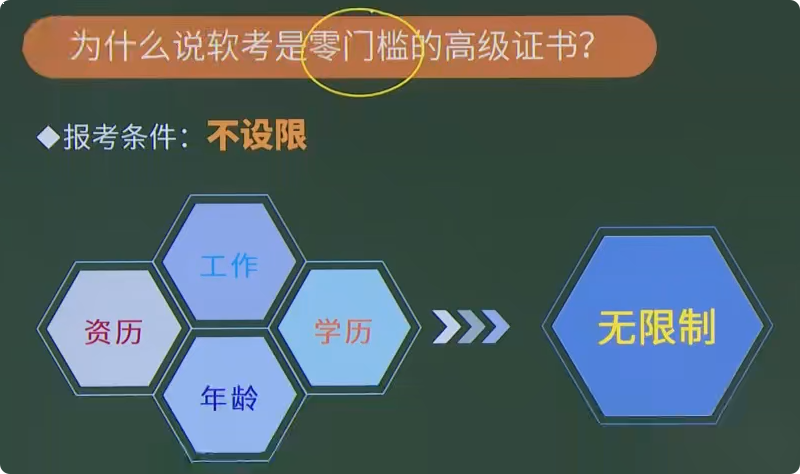 为什么说软考是零门槛的高级证书？
◆报考条件：不设限
工作
资历
学历
年龄
无限制